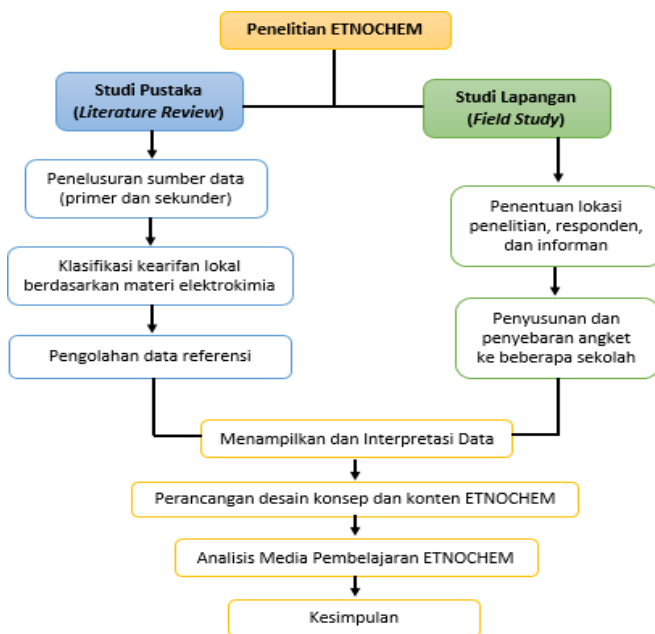 Penelitian ETNOCHEM
Studi Pustaka
(Literature Review)
Penelusuran sumber data
(primer dan sekunder)
Klasifikasi kearifan lokal
berdasarkan materi elektrokimia
Pengolahan data referensi
Studi Lapangan
(Field Study)
Penentuan lokasi
penelitian, responden,
dan informan
Penyusunan dan
penyebaran angket
ke beberapa sekolah
Menampilkan dan Interpretasi Data
Perancangan desain konsep dan konten ETNOCHEM
Analisis Media Pembelajaran ETNOCHEM
Kesimpulan